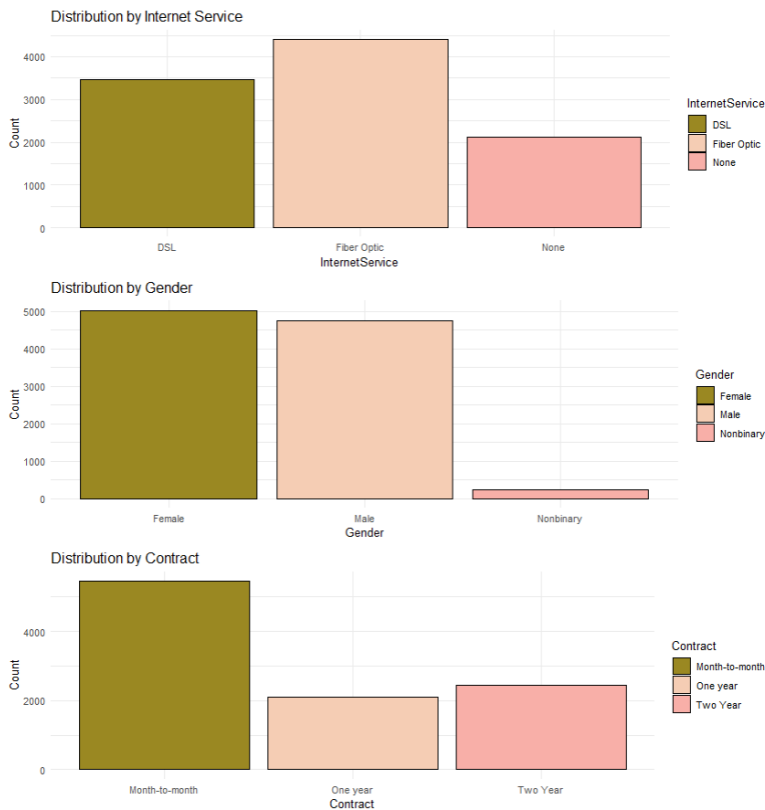 Distribution by Internet Service
4000
3000
2000
1000
0
Count
DSL
Fiber Optic
None
InternetService
InternetService
DSL
Fiber Optic
None
Distribution by Gender
5000
4000
3000
2000
1000
0
Count
Female
Male
Nonbinary
Gender
Gender
Female
Male
Nonbinary
Distribution by Contract
4000
2000
0
Count
Month-to-month
One year
Two Year
Contract
Contract
Month-to-month
One year
Two Year